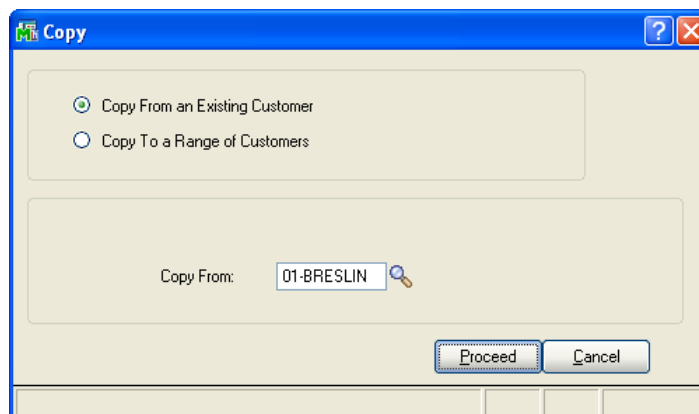 Copy
Copy From an Existing Customer
Copy To a Range of Customers
Copy From: 01-BRESLIN
Proceed Cancel